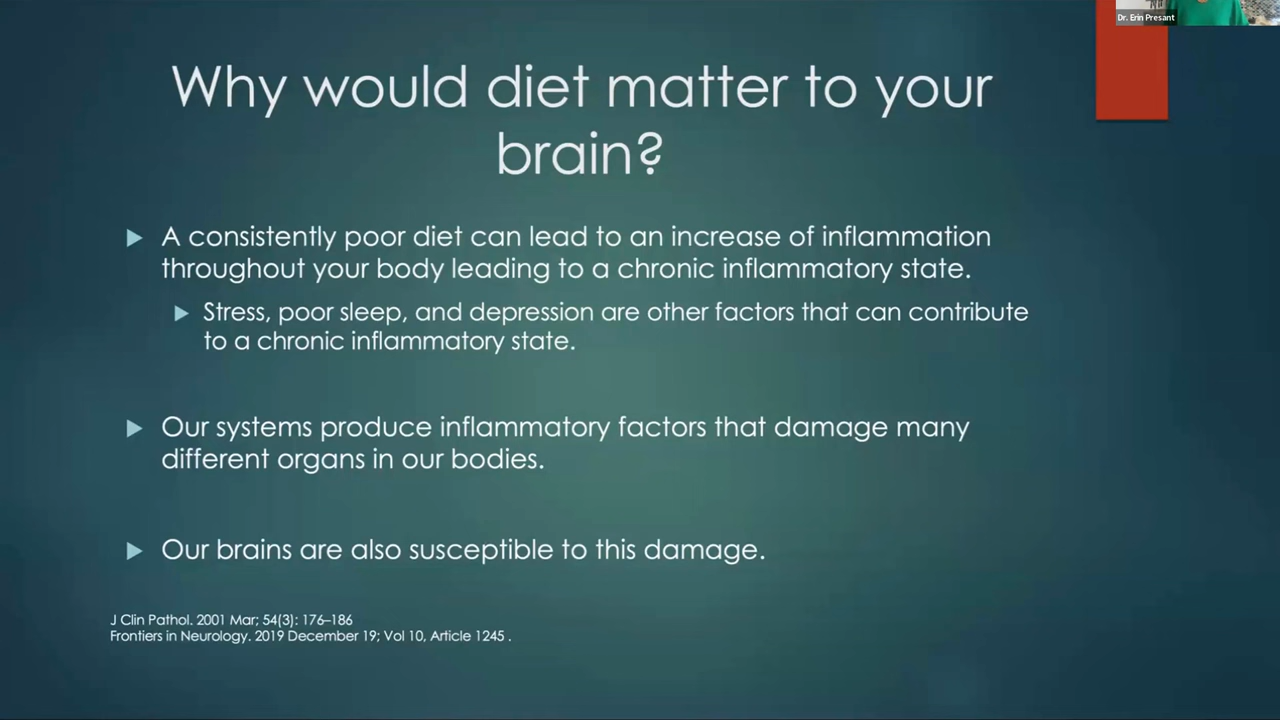 Dr. Erin Presant
Why would diet matter to your
brain?
A consistently poor diet can lead to an increase of inflammation
throughout your body leading to a chronic inflammatory state.
Stress, poor sleep, and depression are other factors that can contribute
to a chronic inflammatory state.
Our systems produce inflammatory factors that damage many
different organs in our bodies.
Our brains are also susceptible to this damage.
J Clin Pathol. 2001 Mar; 54(3): 176–186
Frontiers in Neurology. 2019 December 19; Vol 10, Article 1245 .